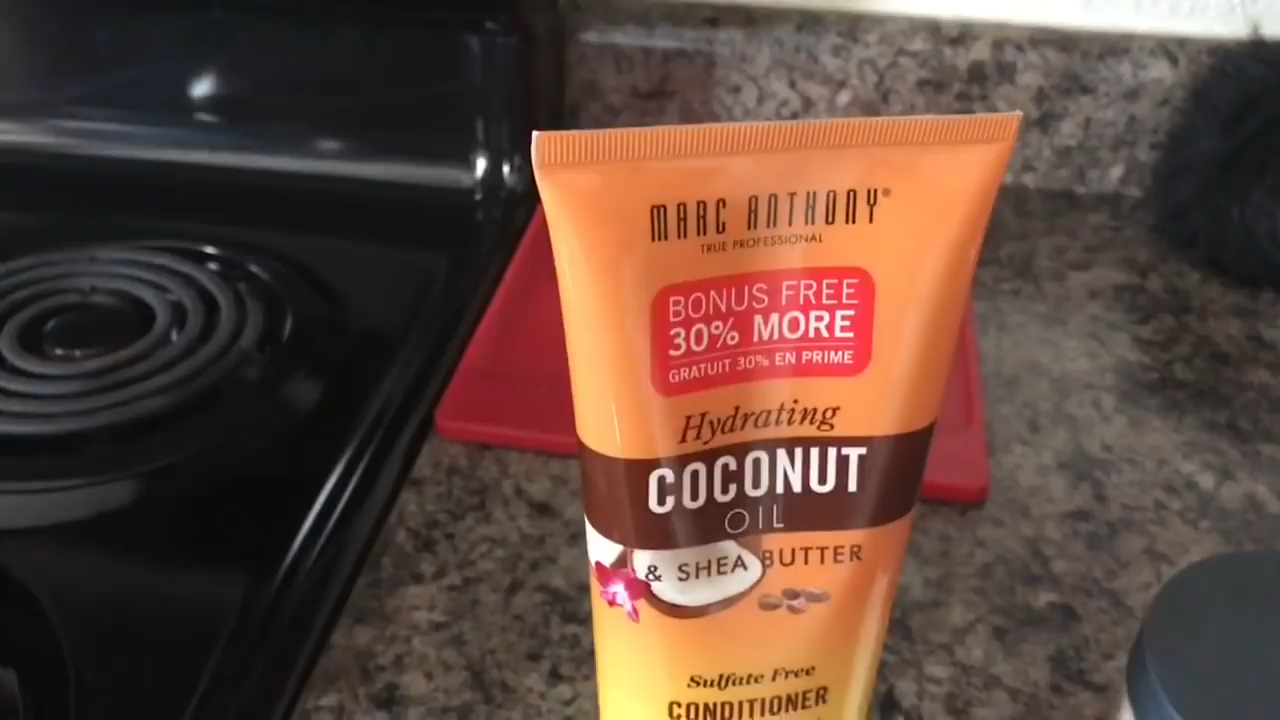 MARC ANTHONY®
TRUE PROFESSIONAL
BONUS FREE
30% MORE
GRATUIT 30% EN PRIME
Hydrating
COCONUT
OIL
& SHEA BUTTER
Sulfate Free
CONDITIONER